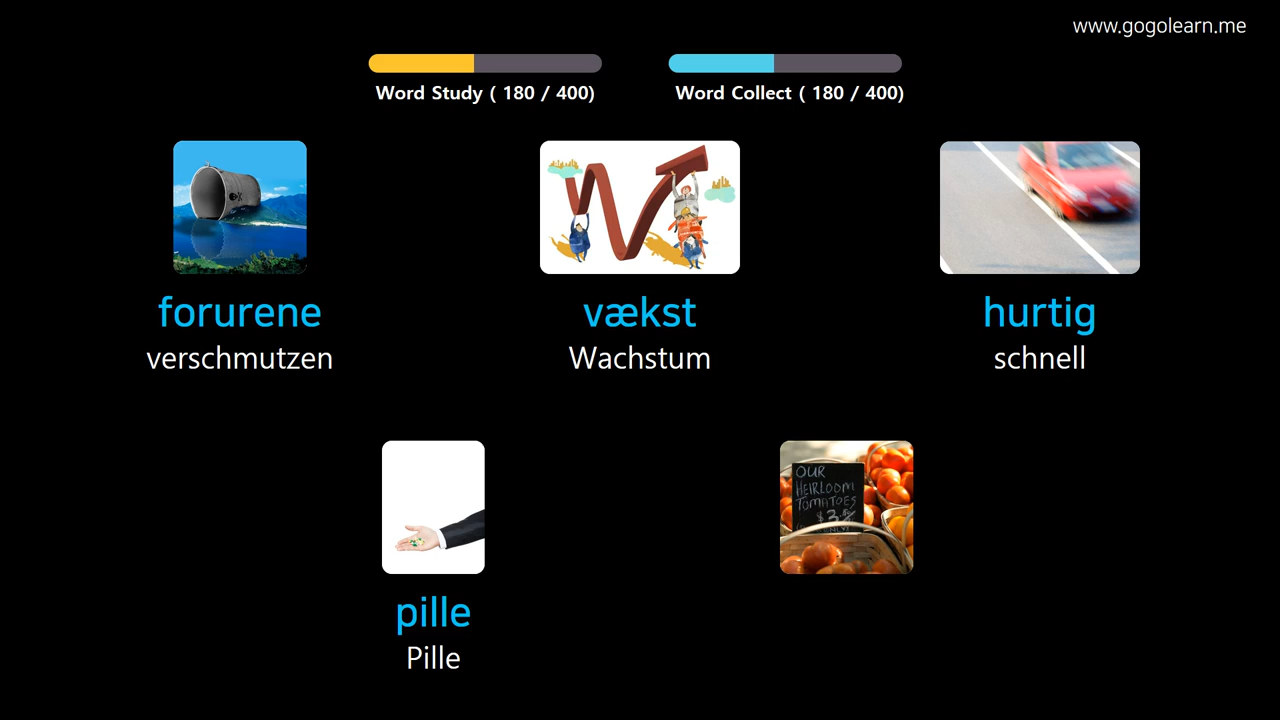 www.gogolearn.me
Word Study ( 180 / 400)
Word Collect ( 180 / 400)
forurene
vækst
hurtig
verschmutzen
Wachstum
schnell
OUR
HEIRLOOM
TOMATOES
pille
Pille